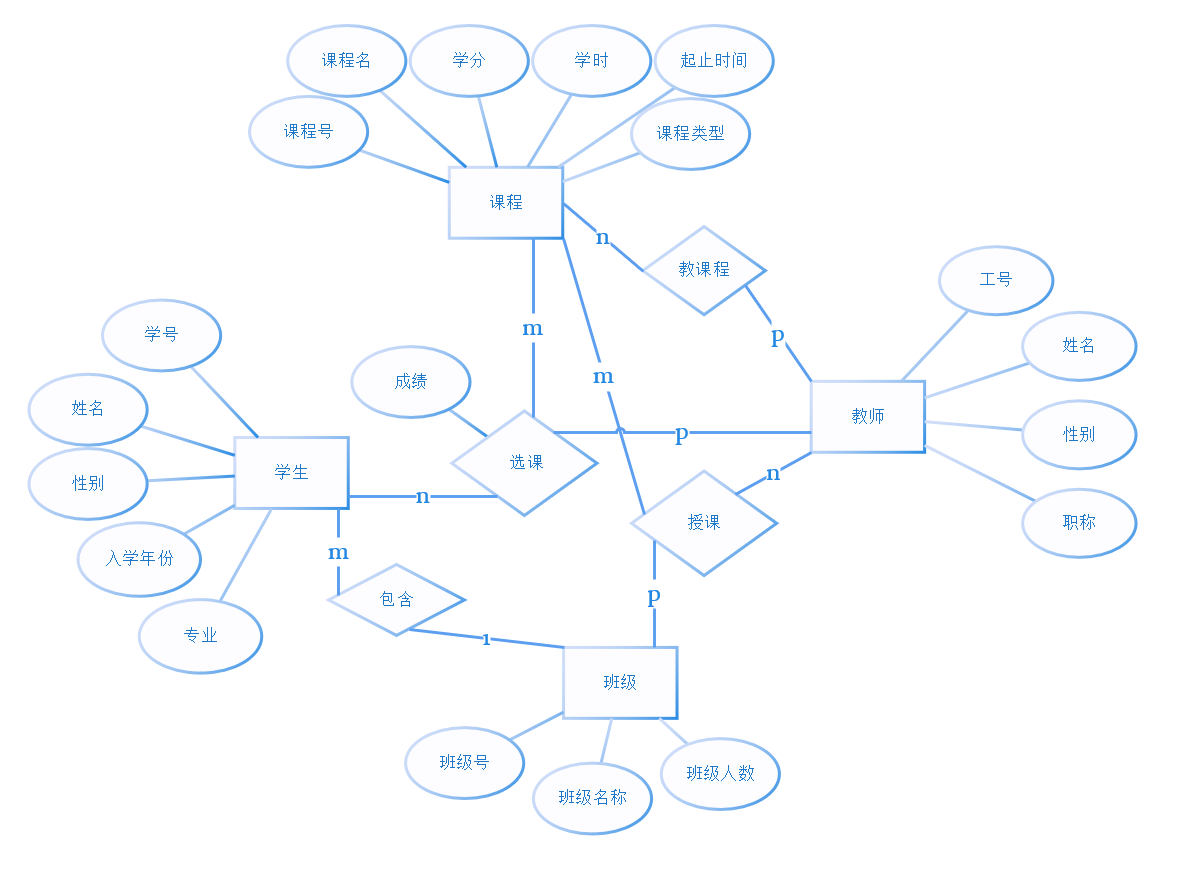 课程名
学分
学时
起止时间
课程号
课程类型
课程
n
教课程
工号
m
学号
p
姓名
m
成绩
姓名
教师
p
性别
选课
学生
n
性别
n
授课
职称
m
入学年份
p
包含
专业
1
班级
班级号
班级人数
班级名称